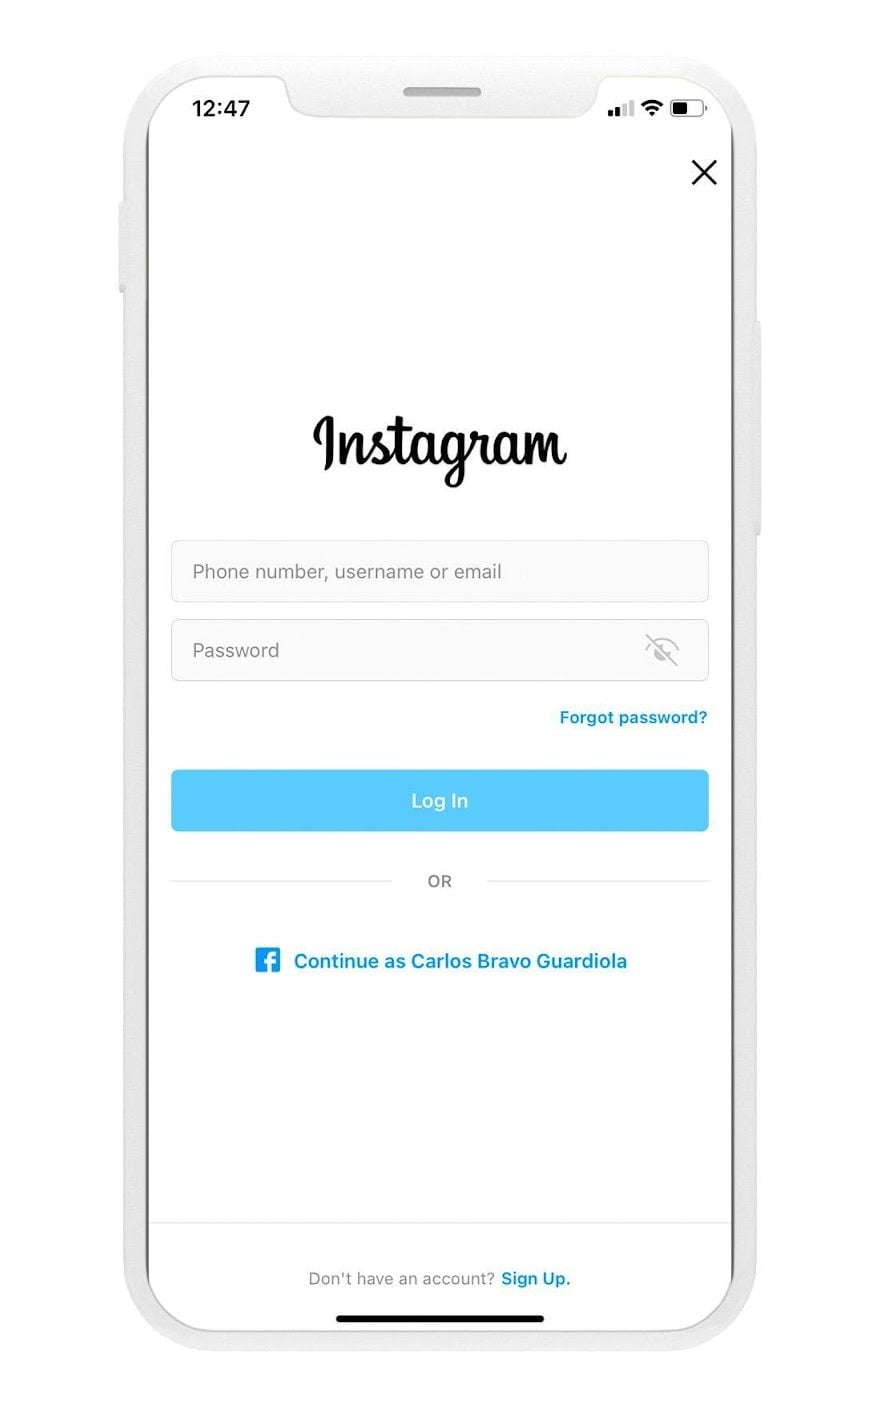 12:47
Instagram
Phone number, username or email
Password
Forgot password?
Log In
OR
Continue as Carlos Bravo Guardiola
Don't have an account? Sign Up.